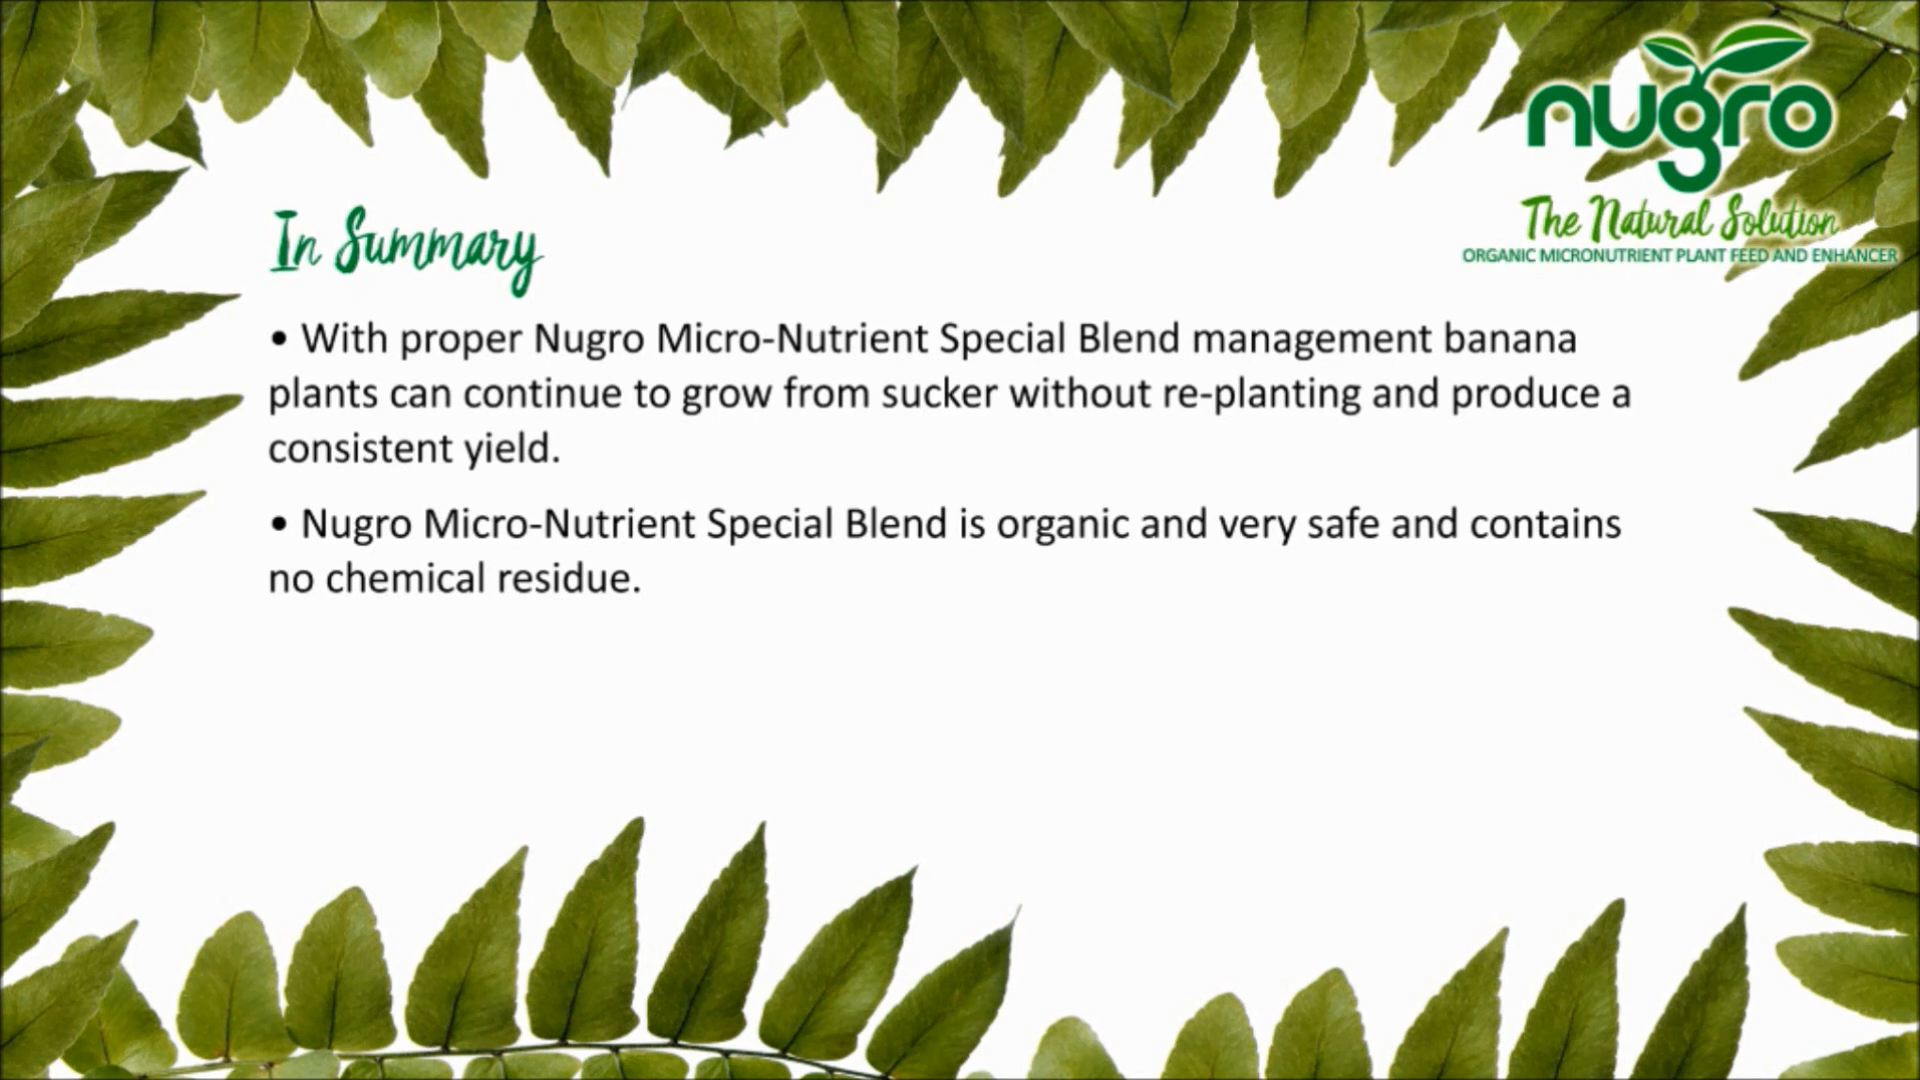 nugro
The Natural Solution
ORGANIC MICRONUTRIENT PLANT FEED AND ENHANCER
In Summary
• With proper Nugro Micro-Nutrient Special Blend management banana
plants can continue to grow from sucker without re-planting and produce a
consistent yield.
• Nugro Micro-Nutrient Special Blend is organic and very safe and contains
no chemical residue.